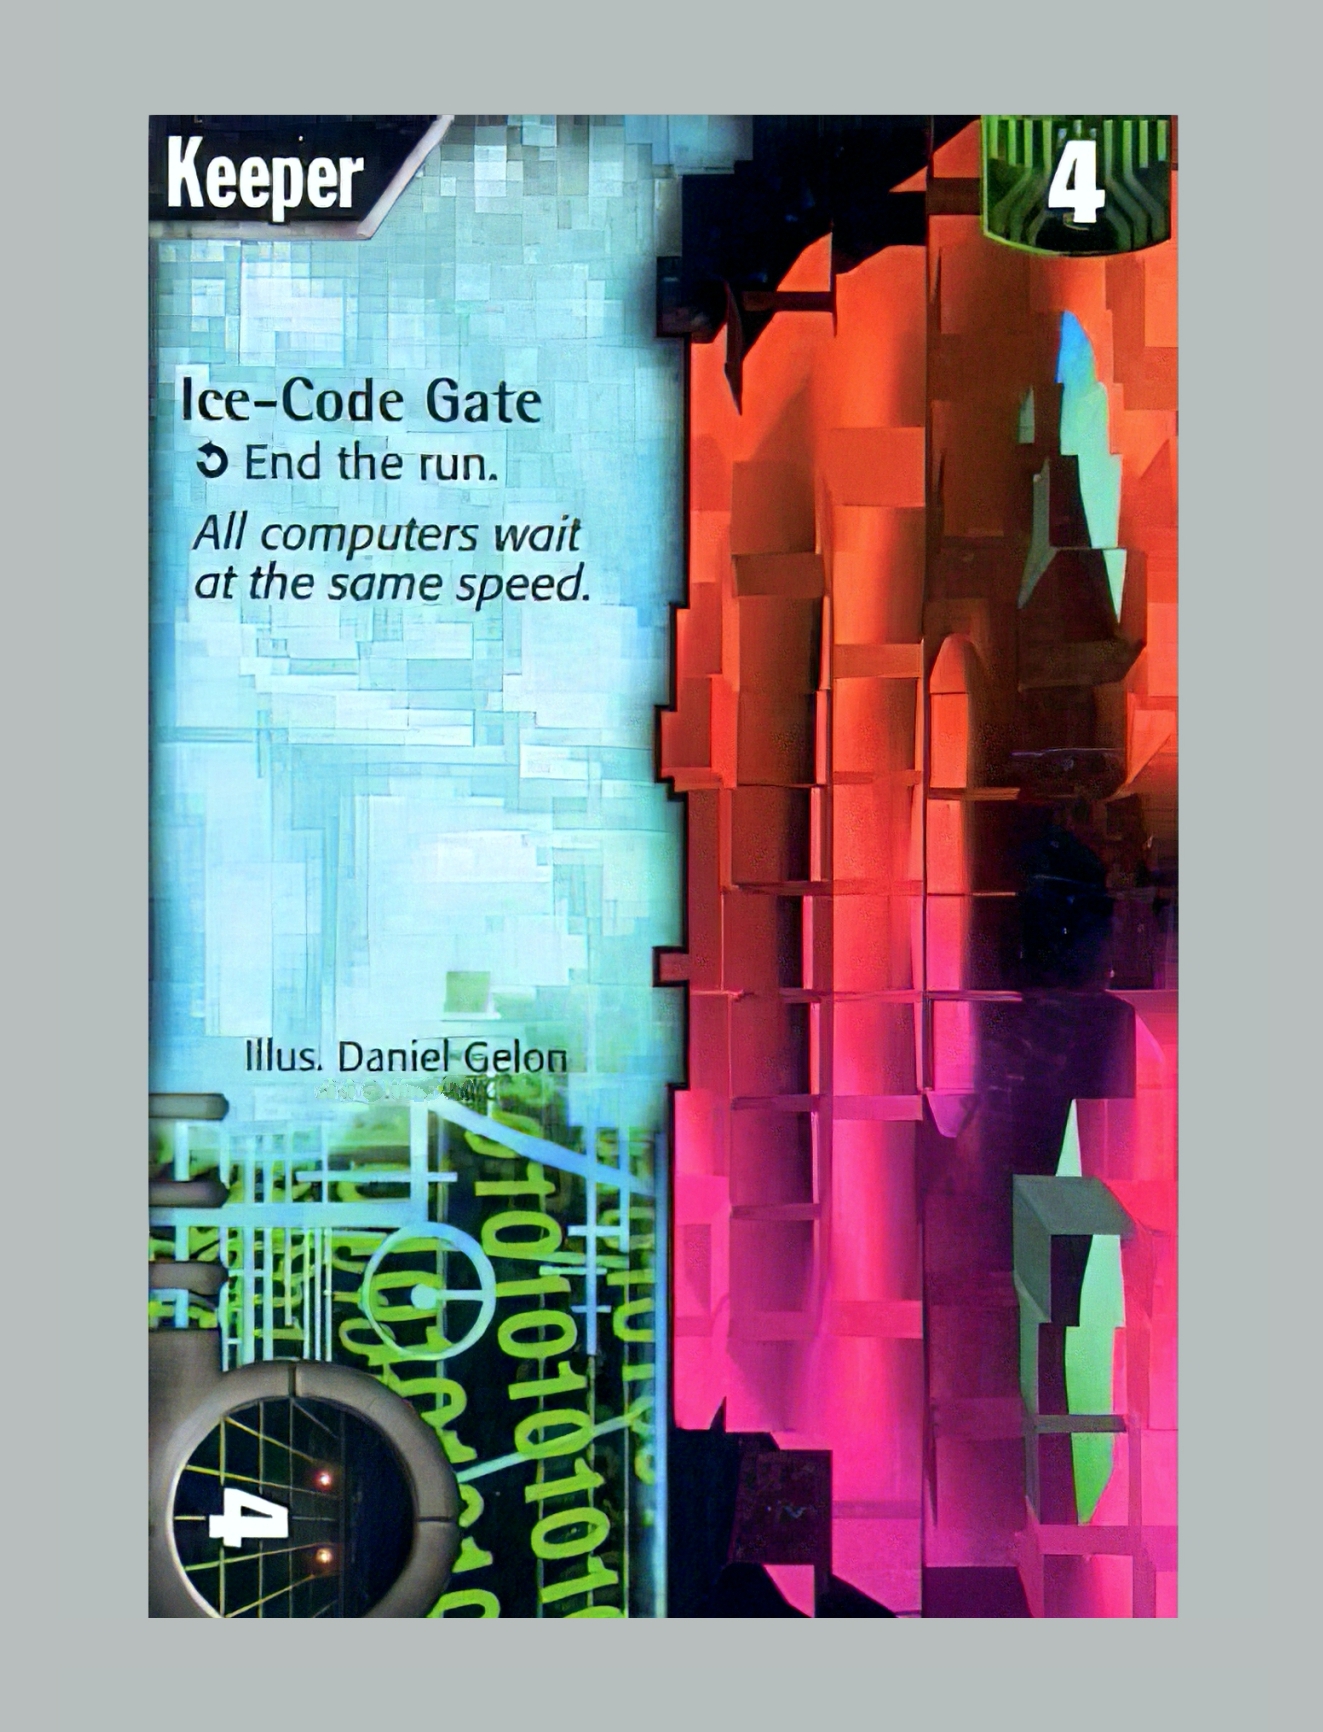 Keeper
4
Ice-Code Gate
End the run.
All computers wait
at the same speed.
Illus. Daniel Gelon
4